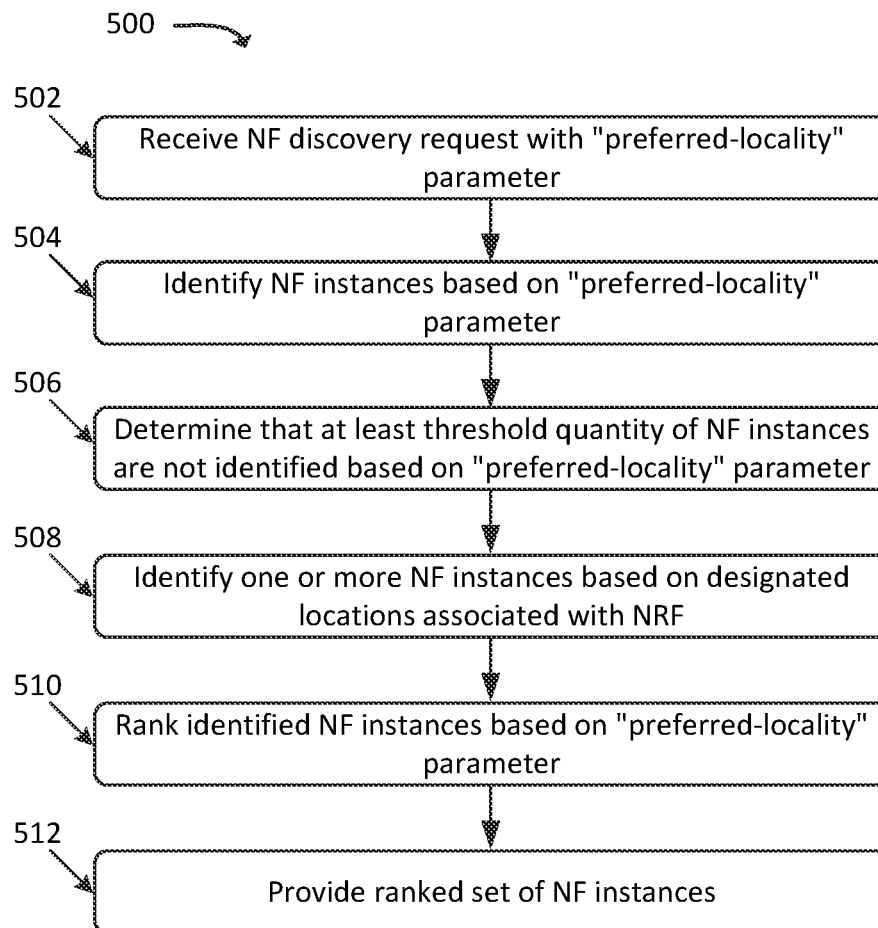 500
502
Receive NF discovery request with "preferred-locality"
parameter
504
Identify NF instances based on "preferred-locality"
parameter
506
Determine that at least threshold quantity of NF instances
are not identified based on "preferred-locality" parameter
508
Identify one or more NF instances based on designated
locations associated with NRF
510
Rank identified NF instances based on "preferred-locality"
parameter
512
Provide ranked set of NF instances